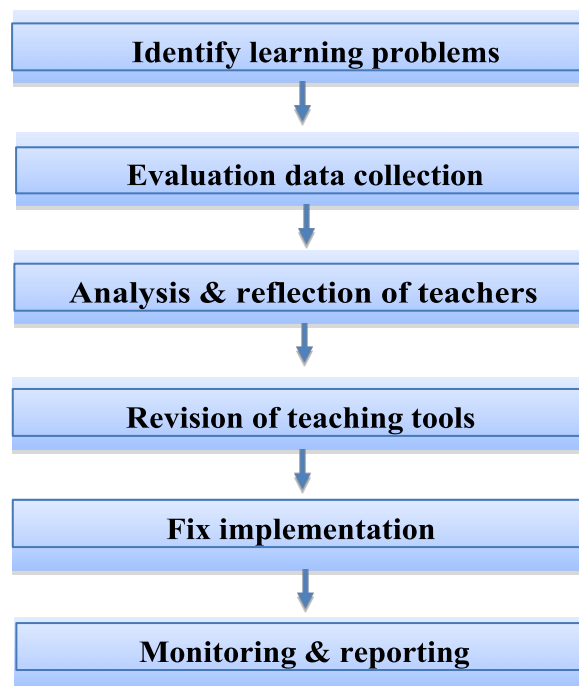 Identify learning problems
Evaluation data collection
Analysis & reflection of teachers
Revision of teaching tools
Fix implementation
Monitoring & reporting